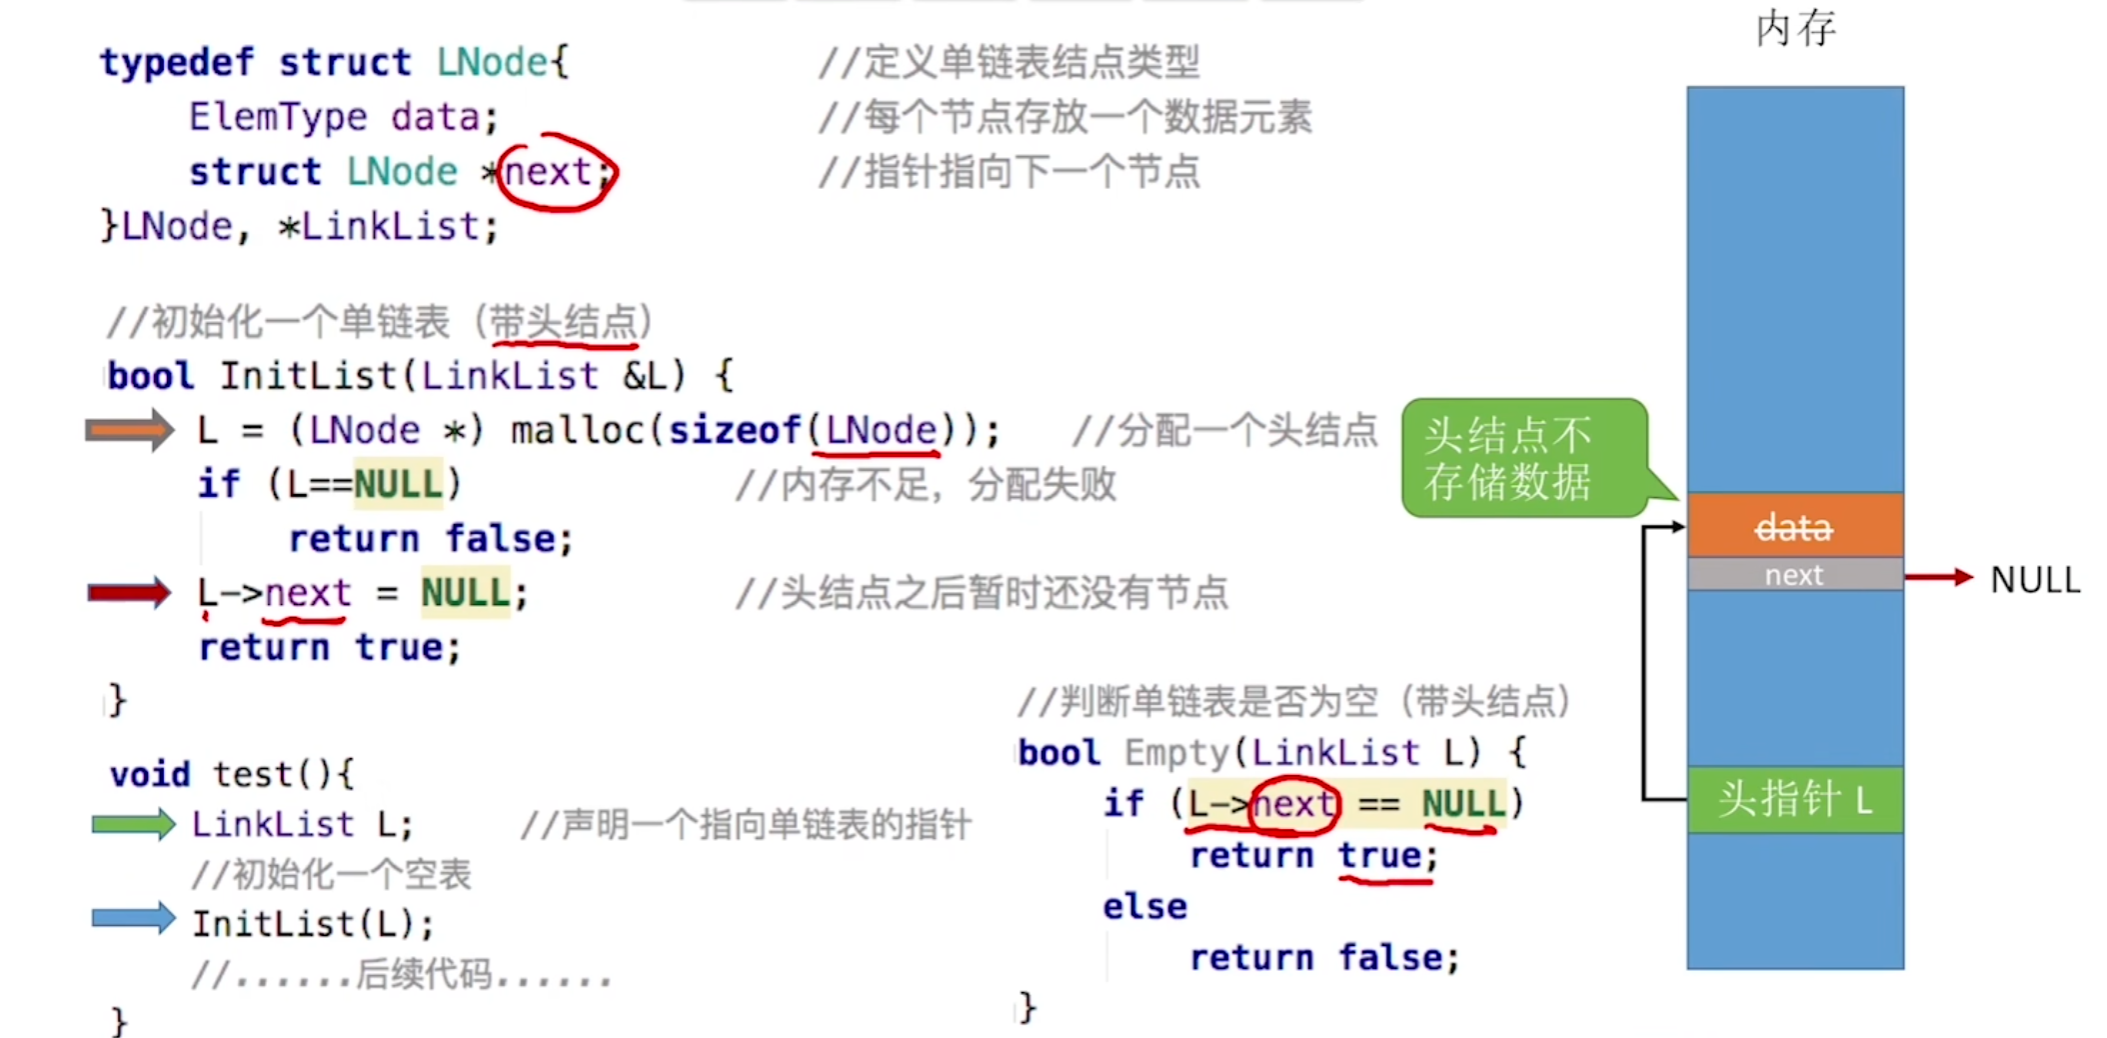 typedef struct LNode{ //定义单链表结点类型
ElemType data; //每个节点存放一个数据元素
struct LNode *next; //指针指向下一个节点
}LNode, *LinkList;
//初始化一个单链表（带头结点）
bool InitList(LinkList &L) {
L = (LNode *) malloc(sizeof(LNode)); //分配一个头结点
if (L==NULL) //内存不足，分配失败
return false;
L->next = NULL; //头结点之后暂时还没有节点
return true;
}
void test(){
LinkList L; //声明一个指向单链表的指针
//初始化一个空表
InitList(L);
//......后续代码......
}
//判断单链表是否为空（带头结点）
bool Empty(LinkList L) {
if (L->next == NULL)
return true;
else
return false;
}
内存
头结点不
存储数据
data
next
NULL
头指针 L